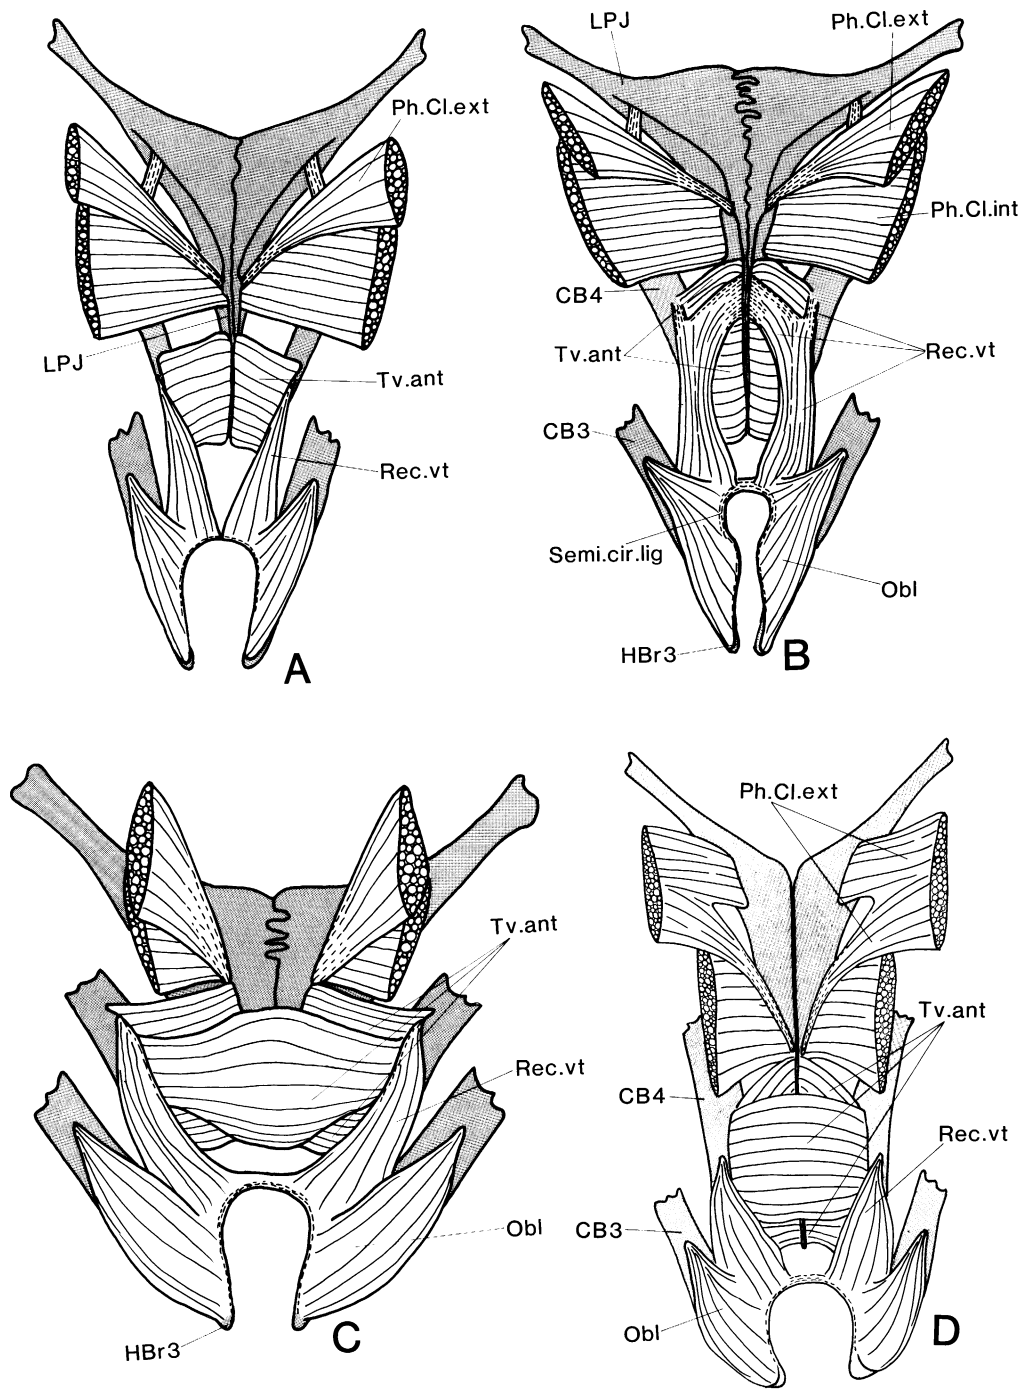 Ph.Cl.ext
LPJ
Tv.ant
Rec.vt
A
LPJ
Ph.Cl.ext
Ph.Cl.int
CB4
Tv.ant
Rec.vt
CB3
Semi.cir.lig
Obl
HBr3
B
Tv.ant
Rec.vt
Obl
HBr3
C
Ph.Cl.ext
Tv.ant
CB4
Rec.vt
CB3
Obl
D